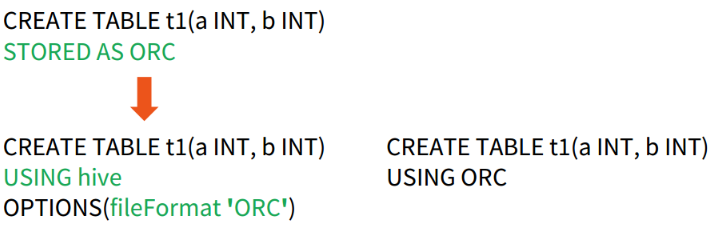 CREATE TABLE t1(a INT, b INT)
STORED AS ORC
CREATE TABLE t1(a INT, b INT)
USING hive
OPTIONS(fileFormat 'ORC')
CREATE TABLE t1(a INT, b INT)
USING ORC